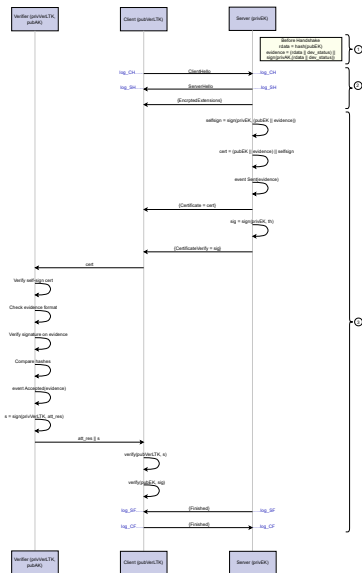 Verifier (privVerLTK,
pubAK)
Client (pubVerLTK)
Server (privEK)
Before Handshake
rdata = hash(pubEK)
evidence = (rdata || dev_status) ||
sign(privAK,(rdata || dev_status))
1
log_CH
ClientHello
log_CH
2
log_SH
ServerHello
log_SH
{EncryptedExtensions}
selfsign = sign(privEK, (pubEK || evidence))
cert = (pubEK || evidence) || selfsign
event Sent(evidence)
{Certificate = cert}
sig = sign(privEK, th)
{CertificateVerify = sig}
cert
Verify self-sign cert
Check evidence format
3
Verify signature on evidence
Compare hashes
event Accepted(evidence)
s = sign(privVerLTK, att_res)
att_res || s
verify(pubVerLTK, s)
verify(pubEK, sig)
log_SF
{Finished}
log_SF
log_CF
{Finished}
log_CF
Verifier (privVerLTK,
pubAK)
Client (pubVerLTK)
Server (privEK)